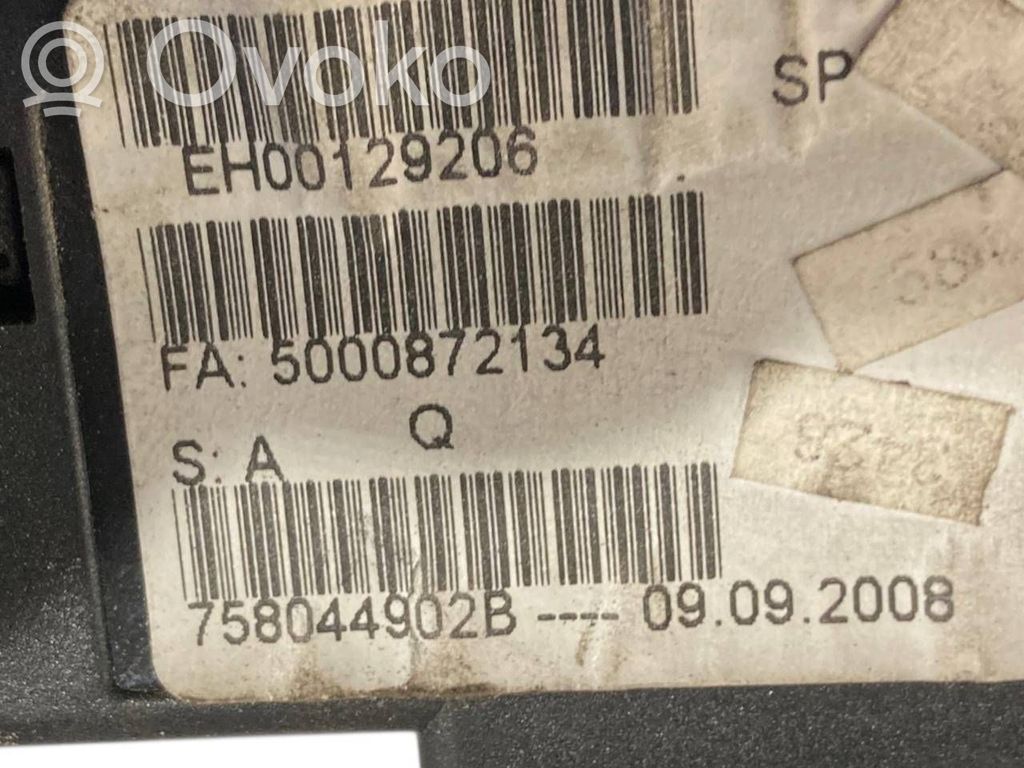 Ovoko
SP
EH00129206
FA: 5000872134
S: A Q
758044902B ---- 09.09.2008